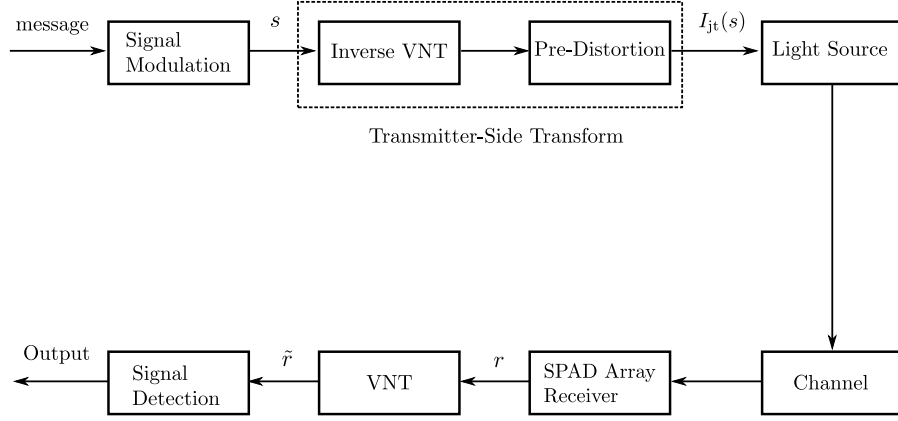 message
Signal
Modulation
s
Inverse VNT
Pre-Distortion
I_jt(s)
Light Source
Transmitter-Side Transform
Output
Signal
Detection
r̃
VNT
r
SPAD Array
Receiver
Channel